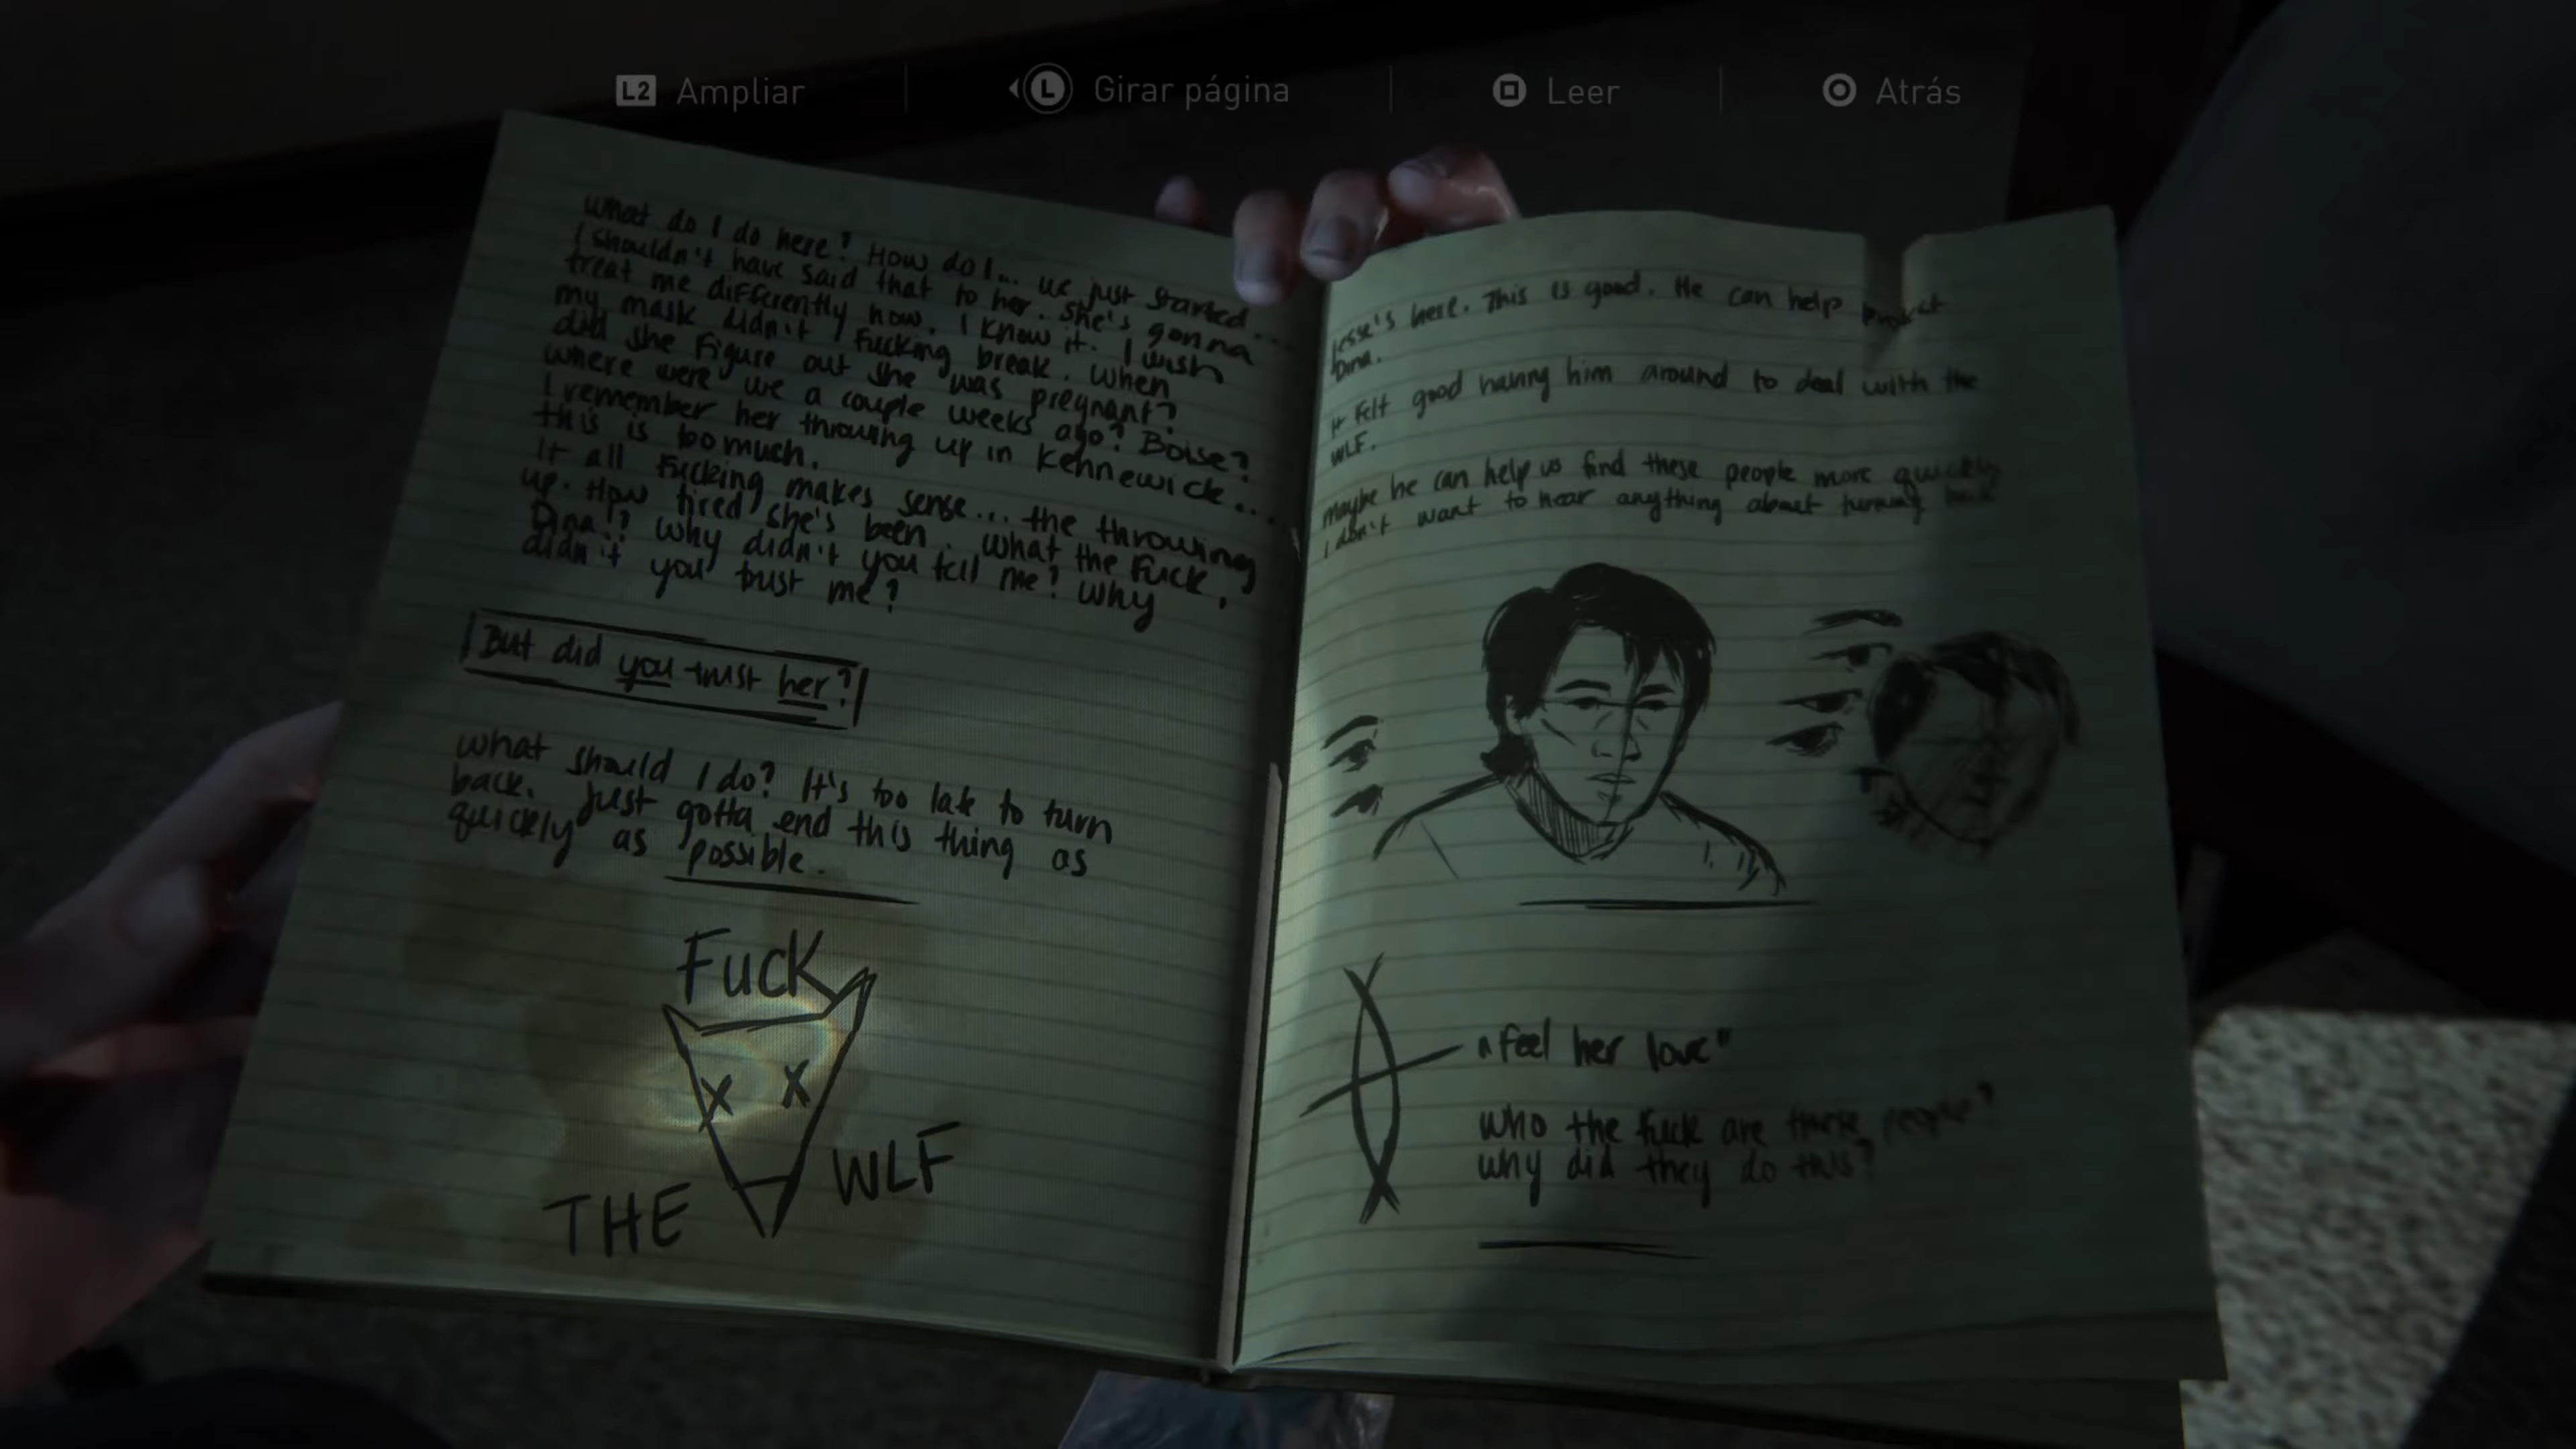 L2 Ampliar
L Girar página
Leer
Atrás
What do I do here? How do I... we just started...
I shouldn't have said that to her. She's gonna
treat me differently now. I know it. I wish
my mask didn't fucking break. When
did she figure out she was pregnant?
where were we a couple weeks ago? Boise?
I remember her throwing up in Kennewick...
this is too much.
It all fucking makes sense... the throwing
up. How tired she's been. What the fuck,
Dina!? Why didn't you tell me? Why
didn't you trust me?
But did you trust her?
What should I do? It's too late to turn
back. Just gotta end this thing as
quickly as possible.
Fuck
THE WLF
Jesse's here. This is good. He can help protect
Dina.
It felt good having him around to deal with the
WLF.
maybe he can help us find these people more quickly
I don't want to hear anything about turning back
"feel her love"
Who the fuck are these people?
why did they do this?